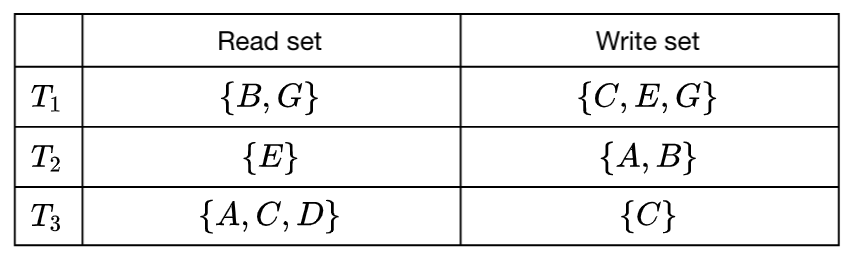 Read set Write set
T₁ {B, G} {C, E, G}
T₂ {E} {A, B}
T₃ {A, C, D} {C}